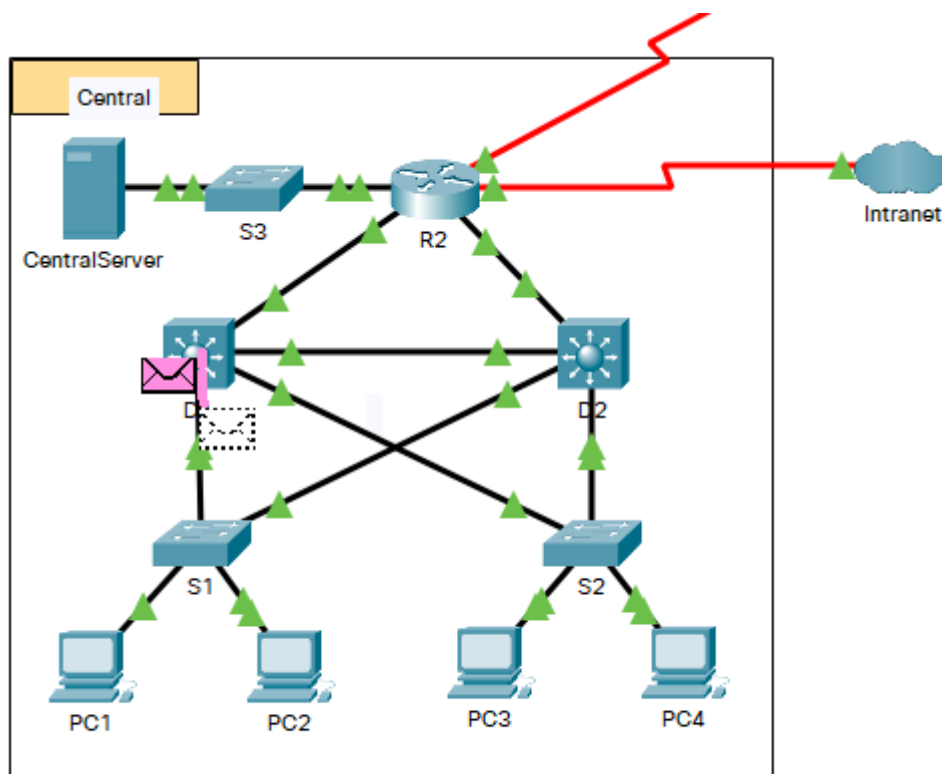 Central
S3
R2
Intranet
CentralServer
D
D2
S1
S2
PC1
PC2
PC3
PC4